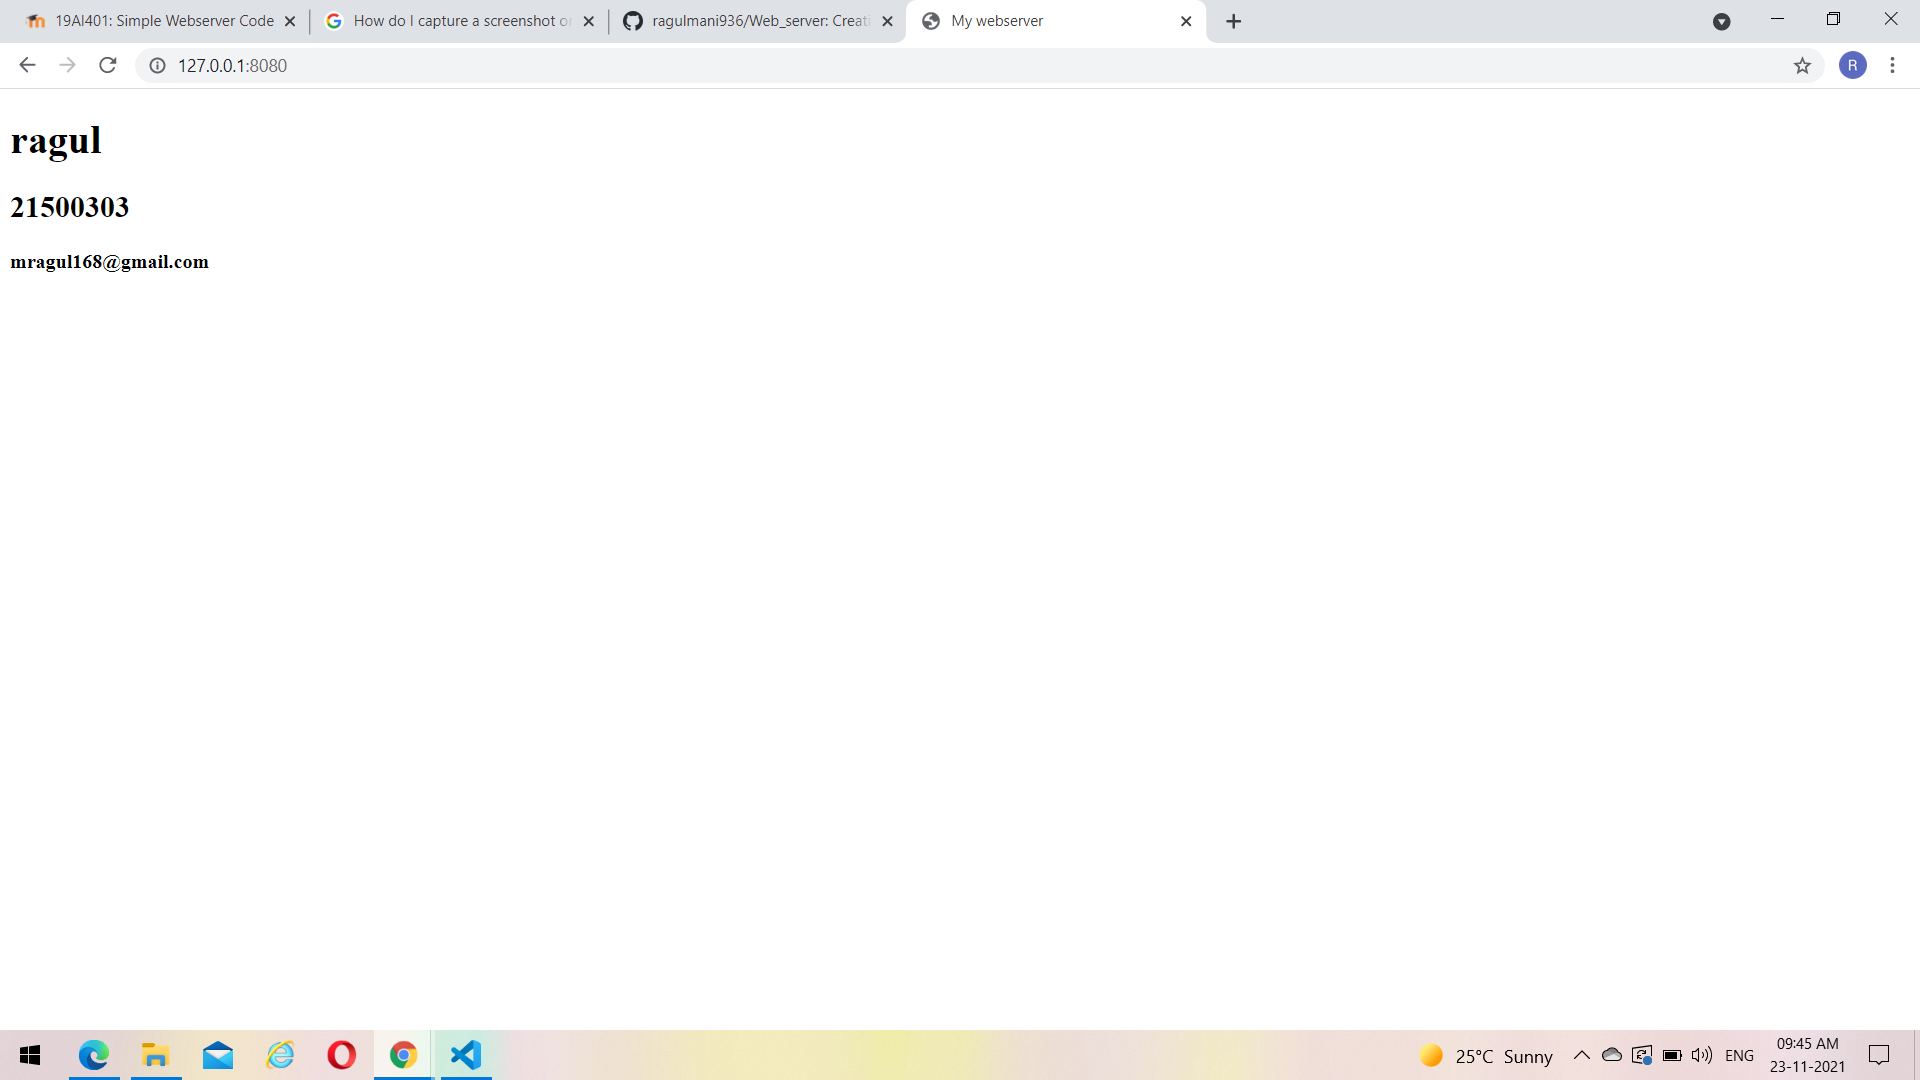 19AI401: Simple Webserver Code
How do I capture a screenshot or
ragulmani936/Web_server: Creati
My webserver
127.0.0.1:8080
R
ragul
21500303
mragul168@gmail.com
25°C Sunny
ENG
09:45 AM
23-11-2021